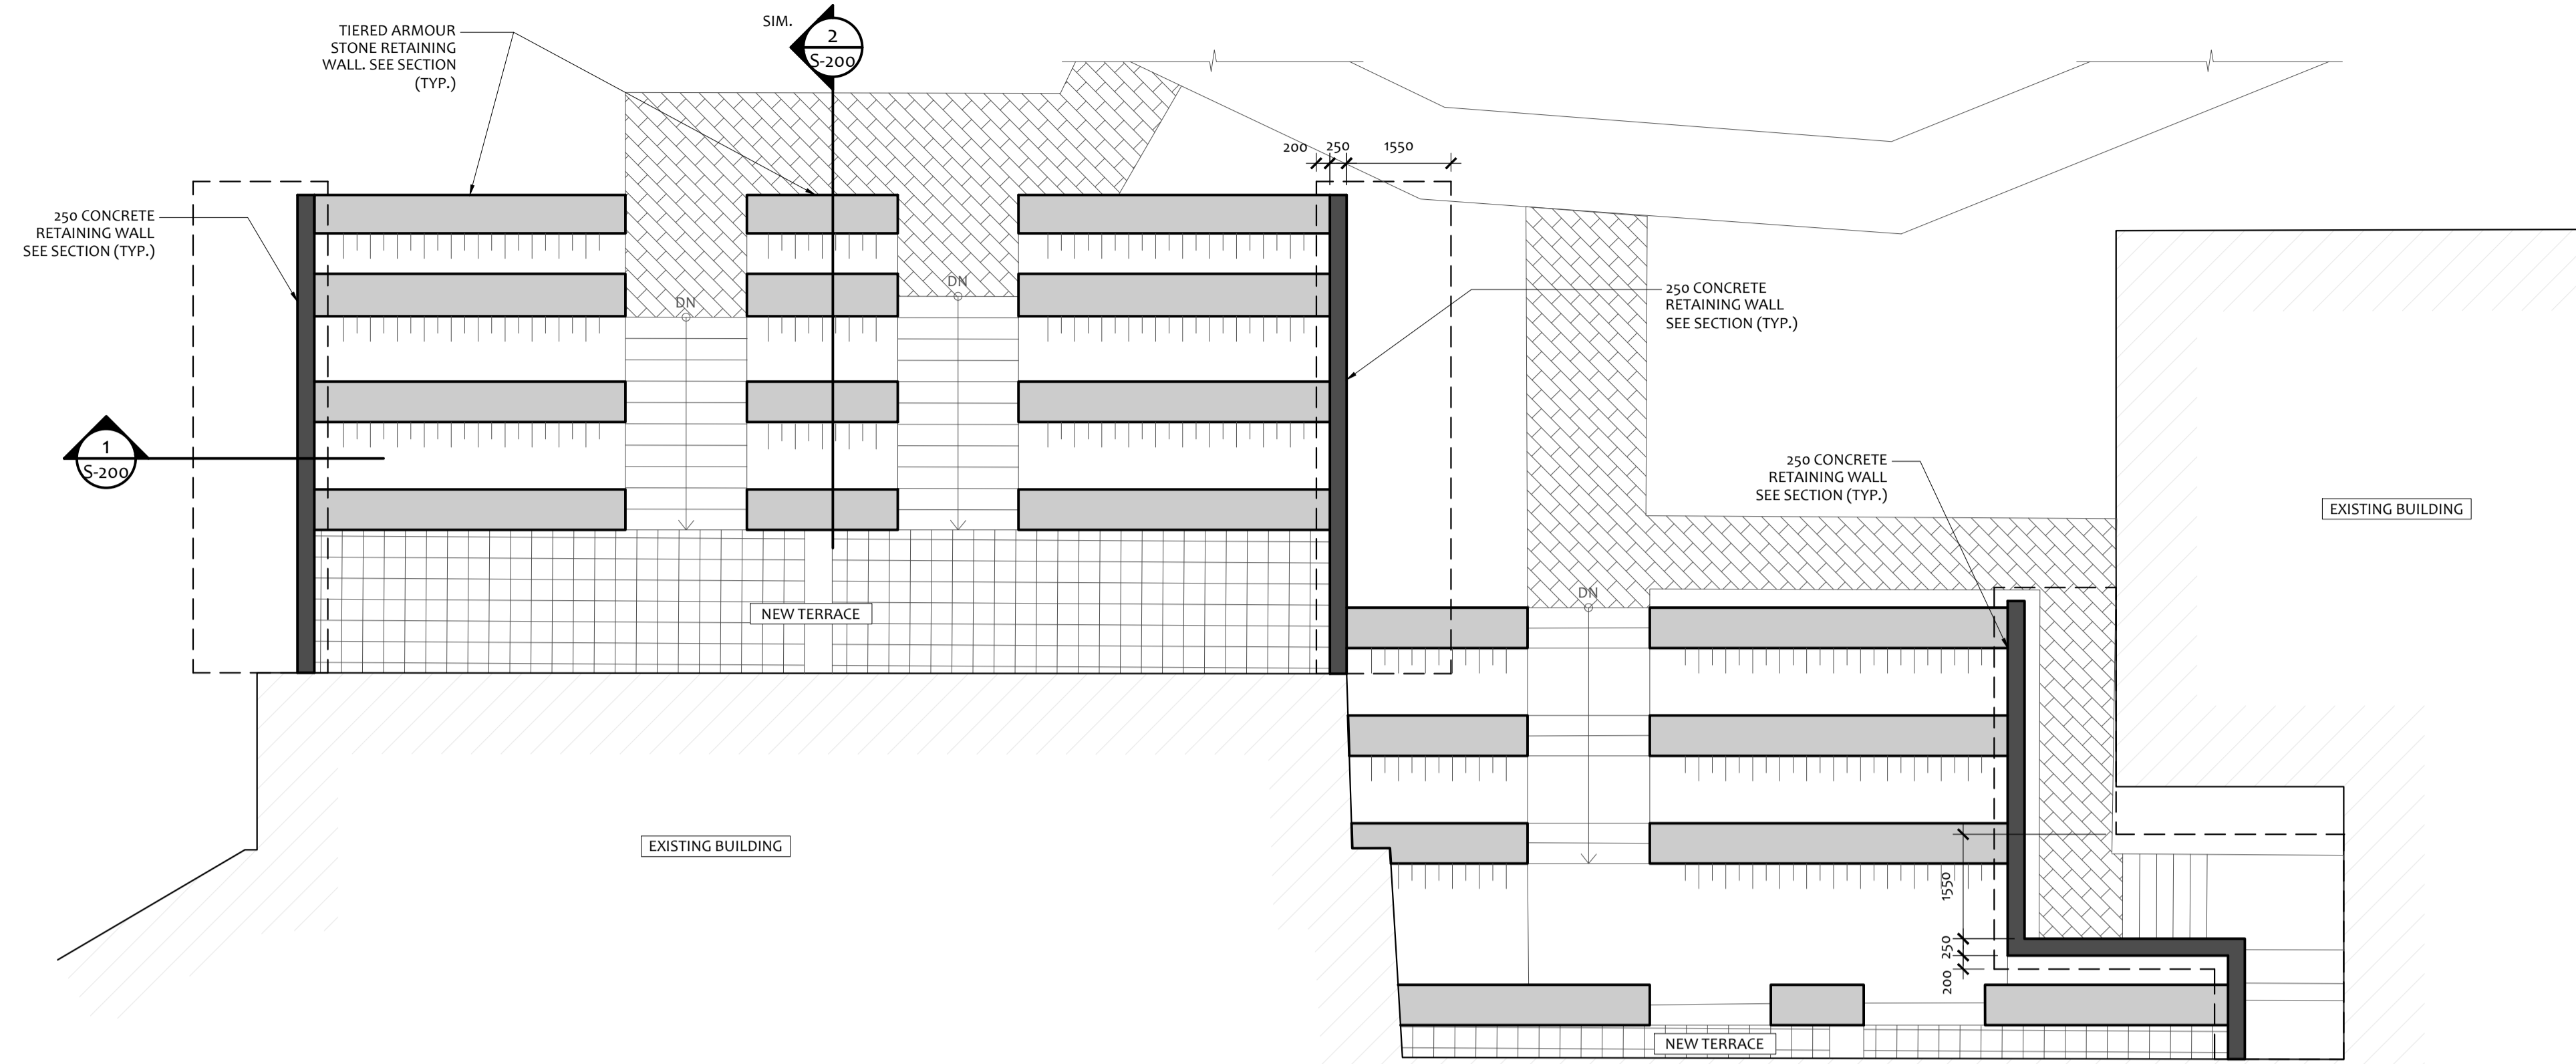 SIM.
2
S-200
TIERED ARMOUR
STONE RETAINING
WALL. SEE SECTION
(TYP.)
200
250
1550
250 CONCRETE
RETAINING WALL
SEE SECTION (TYP.)
DN
DN
250 CONCRETE
RETAINING WALL
SEE SECTION (TYP.)
1
S-200
250 CONCRETE
RETAINING WALL
SEE SECTION (TYP.)
EXISTING BUILDING
NEW TERRACE
DN
EXISTING BUILDING
1550
250
200
NEW TERRACE